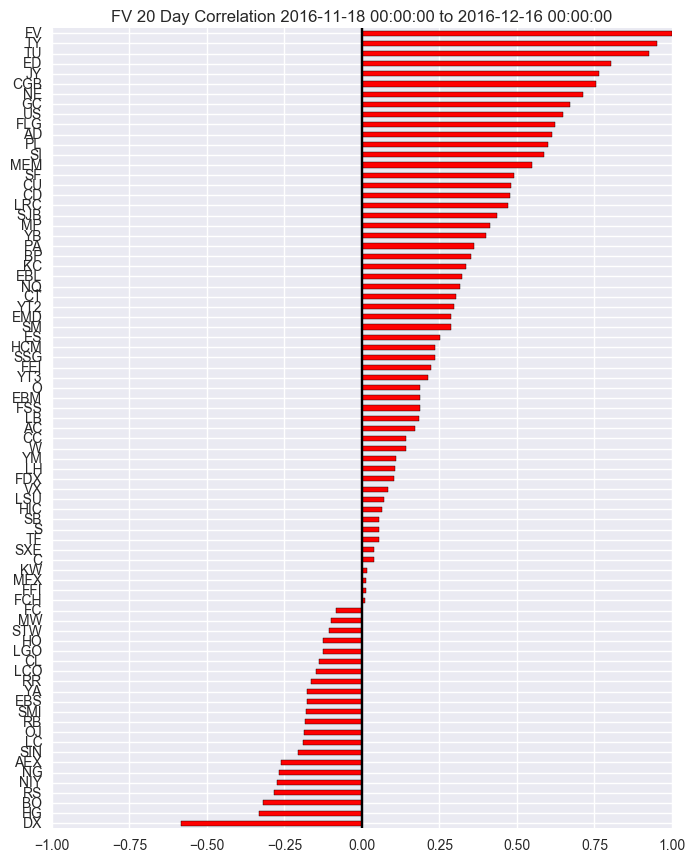 FV 20 Day Correlation 2016-11-18 00:00:00 to 2016-12-16 00:00:00
FV
TY
TU
ED
JY
CGB
NE
GC
US
FLG
AD
PL
SI
MEM
SF
CU
CD
LRC
SJB
MP
YB
PA
BP
KC
EBL
NQ
CT
YT2
EMD
SM
ES
HCM
SSG
YT3
O
EBM
FSS
LB
AC
CC
W
YM
LH
FDX
VX
LSU
HIC
SB
S
TF
SXE
C
KW
MFX
FCH
FC
MW
STW
HO
LGO
CL
LCO
RR
YA
EBS
SMI
RB
OJ
LC
SIN
AEX
NG
NIY
RS
BO
HG
DX
−1.00 −0.75 −0.50 −0.25 0.00 0.25 0.50 0.75 1.00